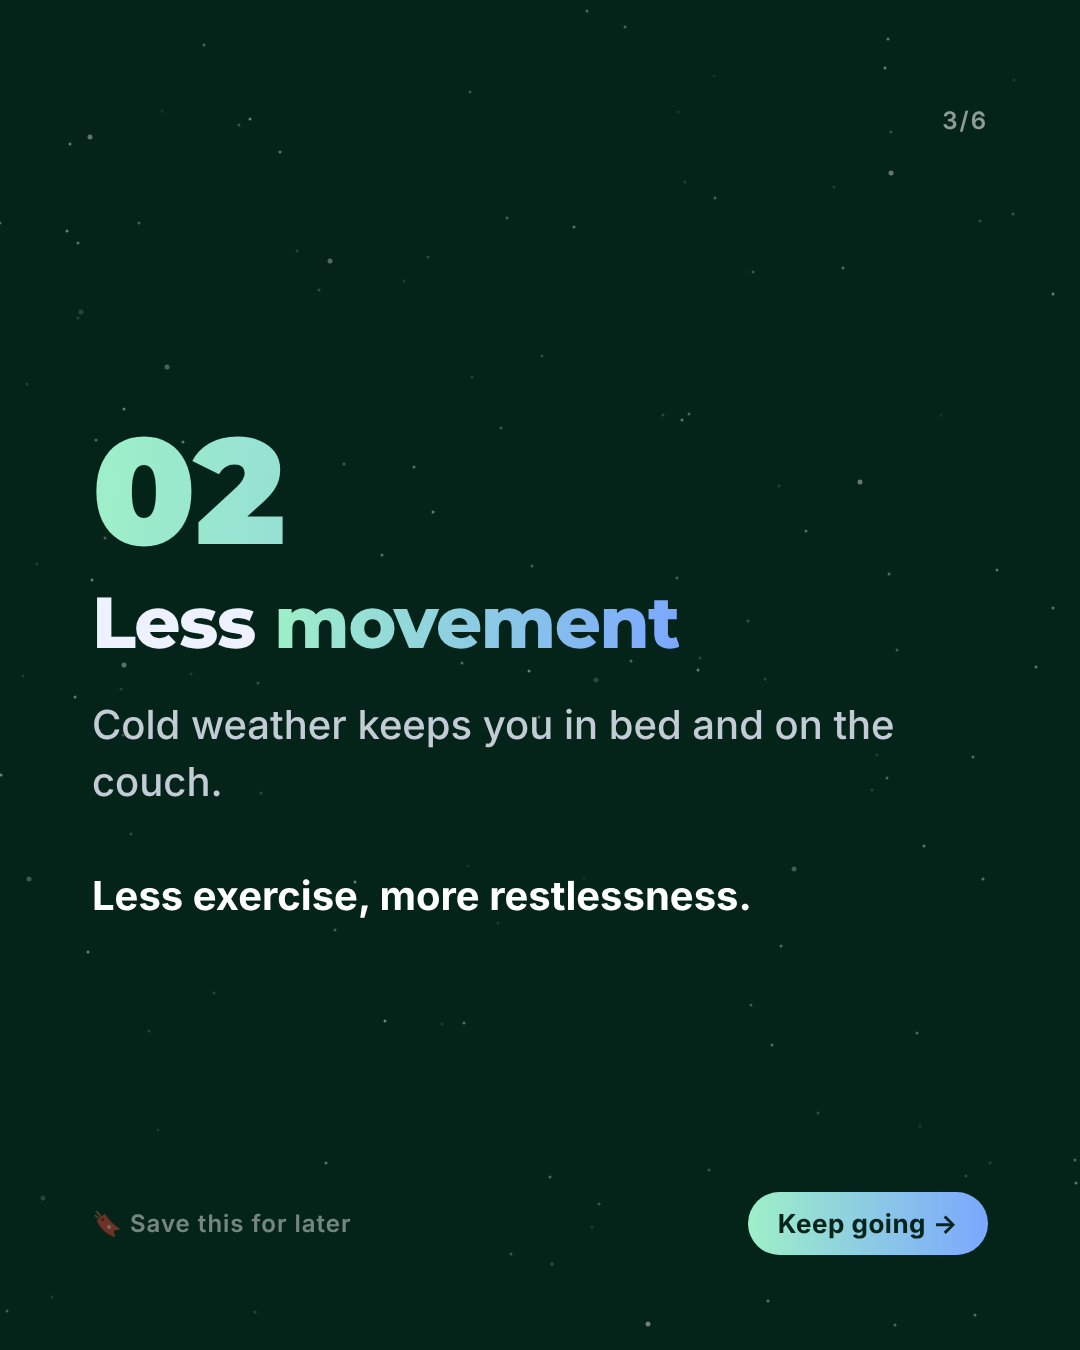 3/6
02
Less movement
Cold weather keeps you in bed and on the
couch.
Less exercise, more restlessness.
🔖 Save this for later
Keep going →